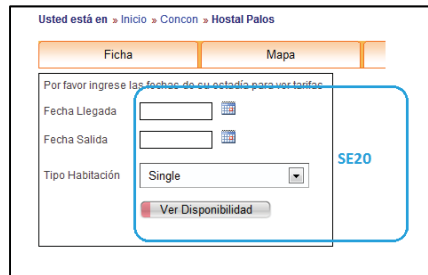 Usted está en » Inicio » Concon » Hostal Palos
Ficha Mapa
Por favor ingrese las fechas de su estadía para ver tarifas
Fecha Llegada
Fecha Salida
SE20
Tipo Habitación Single
Ver Disponibilidad